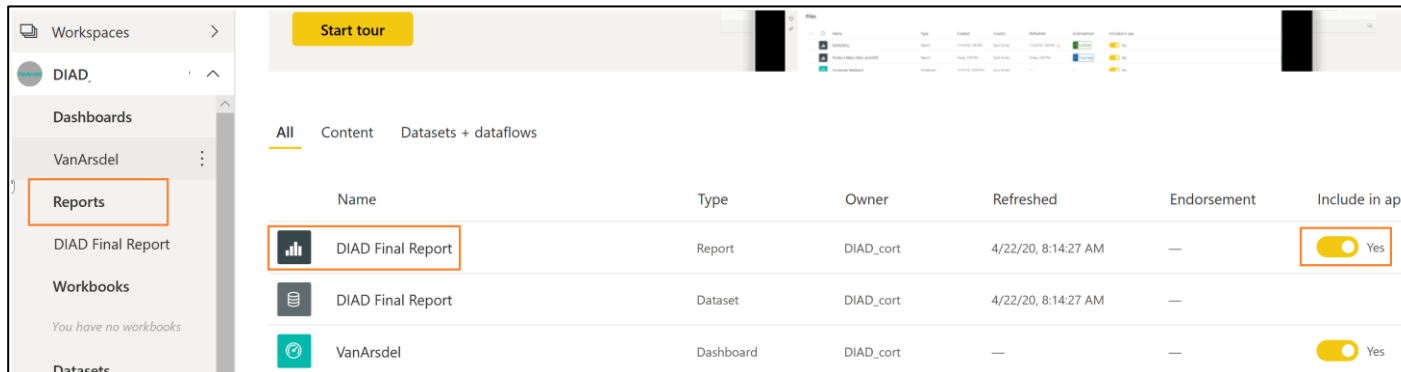 Workspaces
DIAD_
Dashboards
VanArsdel
Reports
DIAD Final Report
Workbooks
You have no workbooks
Datasets
Start tour
All Content Datasets + dataflows
Name Type Owner Refreshed Endorsement Include in ap
DIAD Final Report Report DIAD_cort 4/22/20, 8:14:27 AM — Yes
DIAD Final Report Dataset DIAD_cort 4/22/20, 8:14:27 AM —
VanArsdel Dashboard DIAD_cort — — Yes